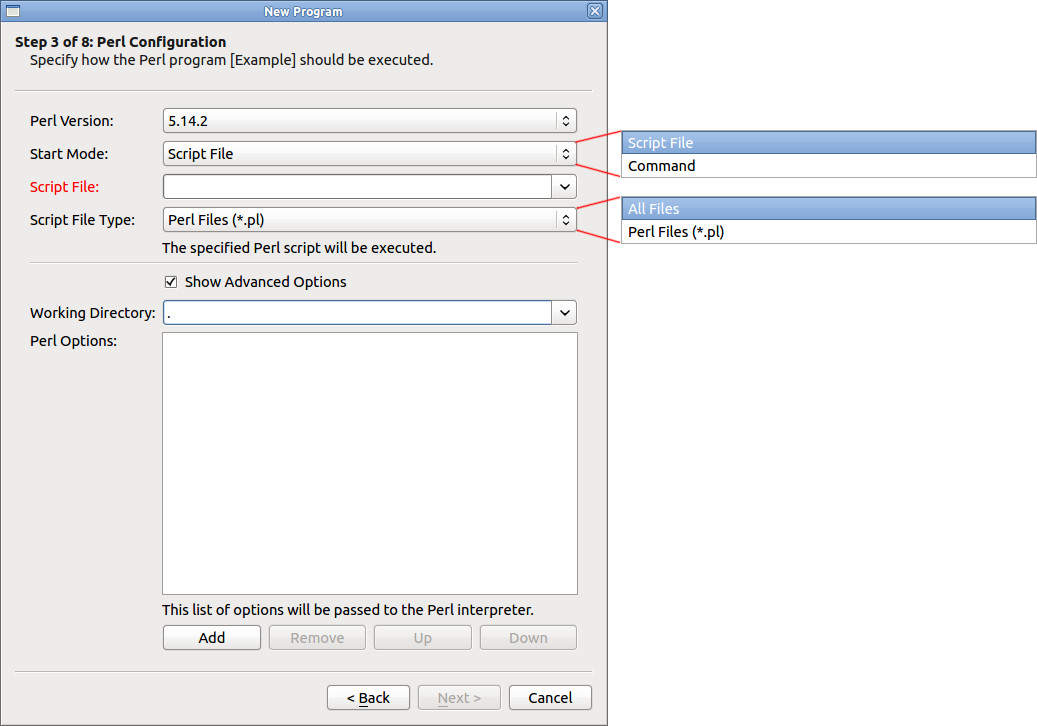 New Program
Step 3 of 8: Perl Configuration
Specify how the Perl program [Example] should be executed.
Perl Version: 5.14.2
Start Mode: Script File
Script File
Command
Script File:
Script File Type: Perl Files (*.pl)
All Files
Perl Files (*.pl)
The specified Perl script will be executed.
Show Advanced Options
Working Directory: .
Perl Options:
This list of options will be passed to the Perl interpreter.
Add Remove Up Down
< Back Next > Cancel